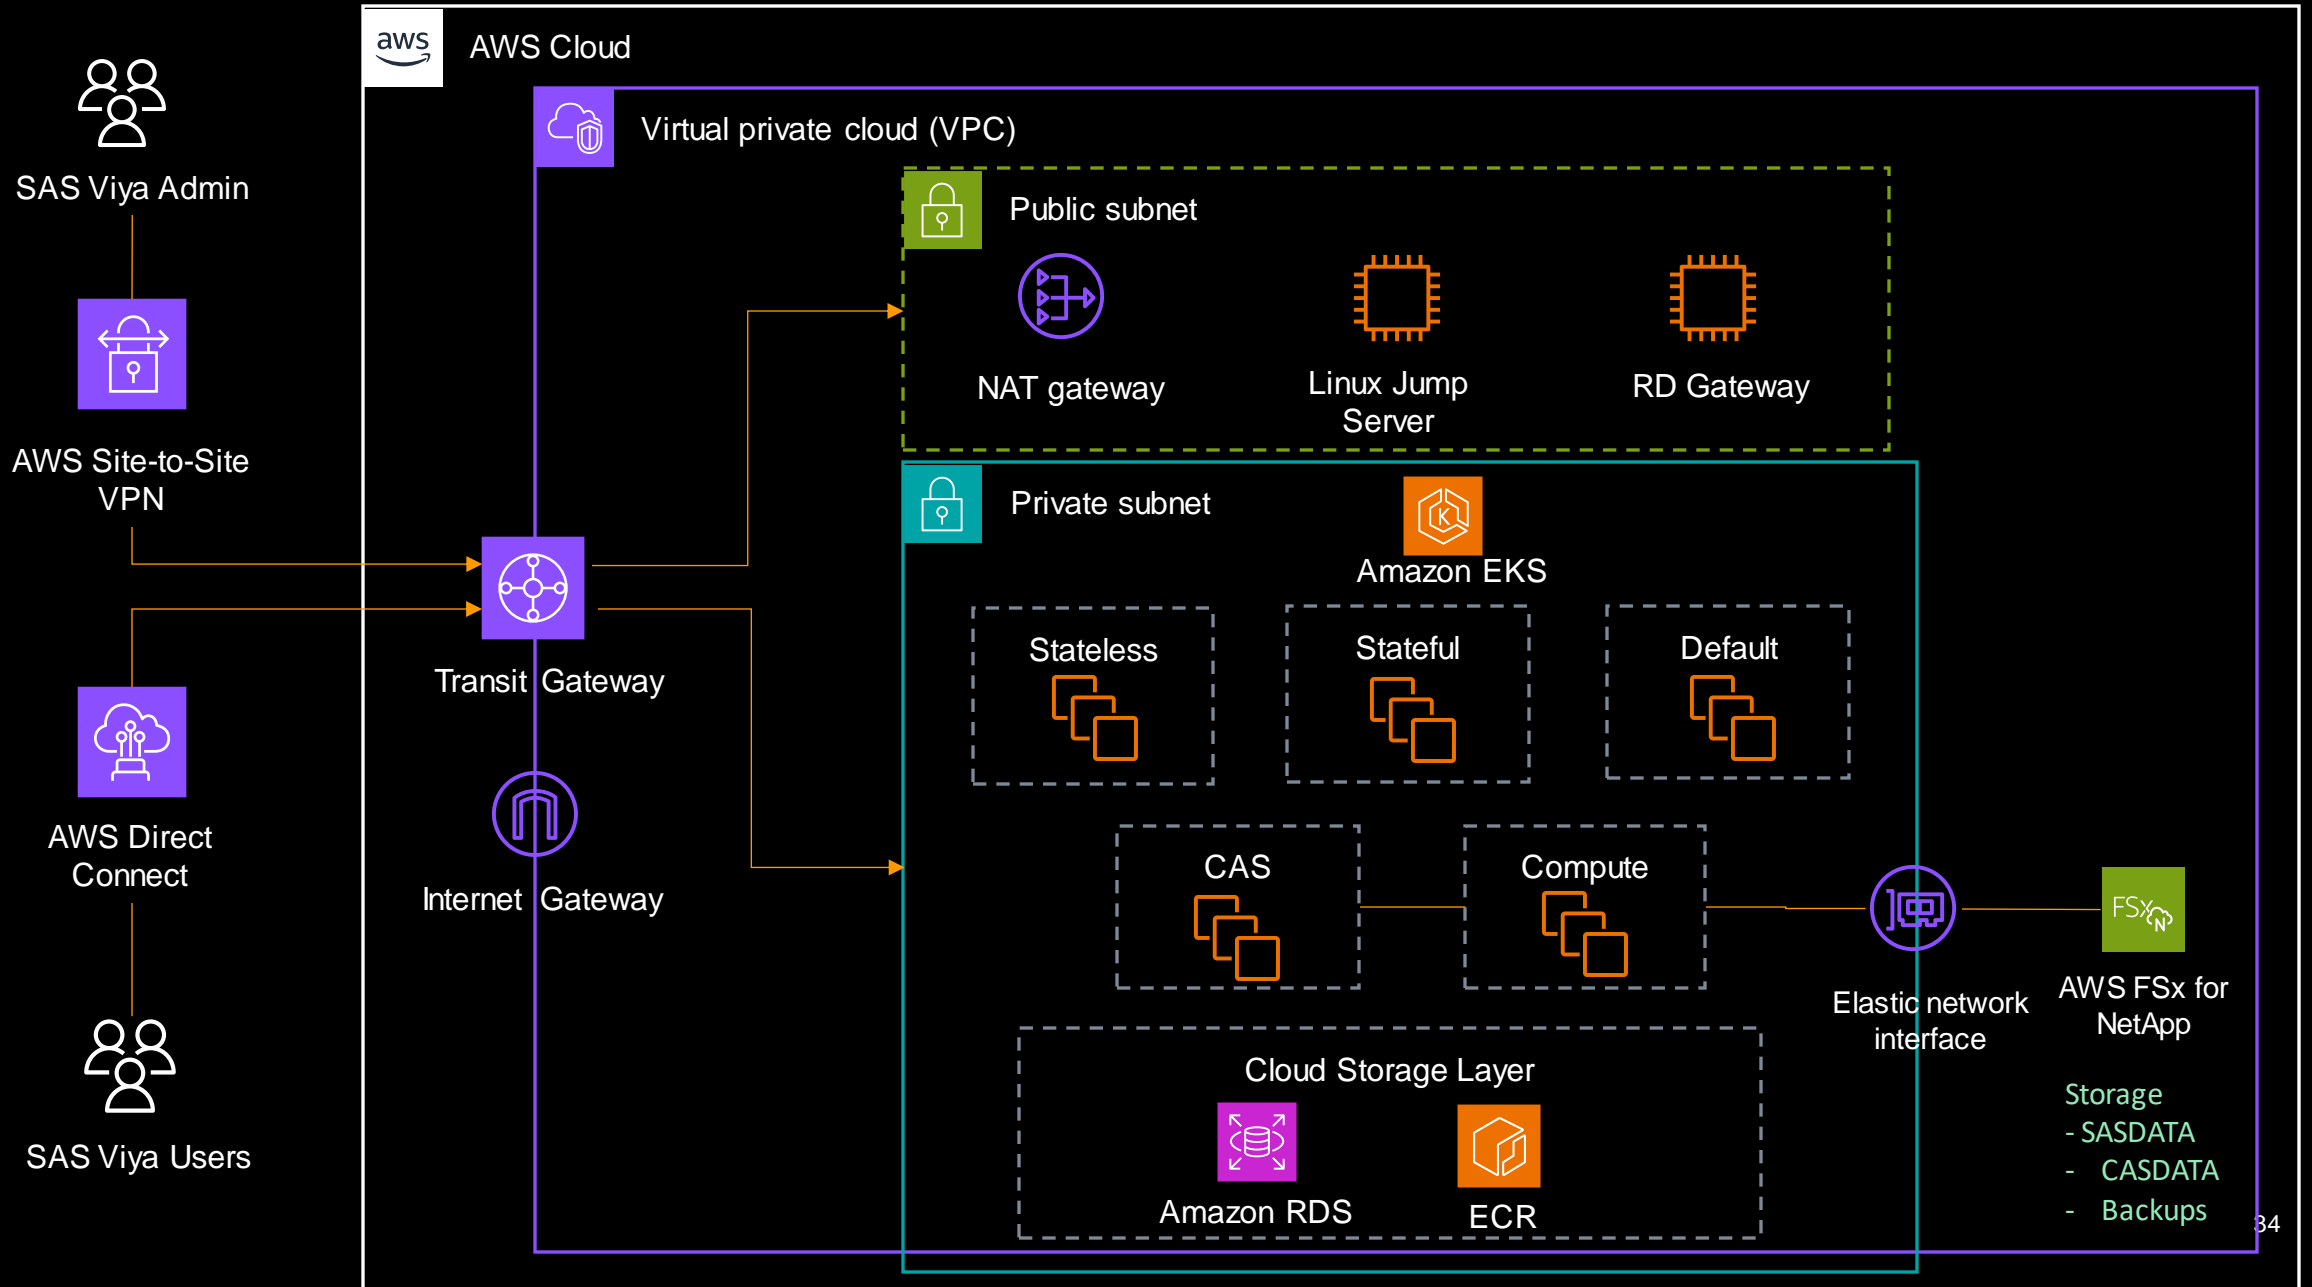 aws
AWS Cloud
SAS Viya Admin
Virtual private cloud (VPC)
Public subnet
NAT gateway
Linux Jump
Server
RD Gateway
AWS Site-to-Site
VPN
Private subnet
K
Amazon EKS
Stateless
Stateful
Default
Transit Gateway
AWS Direct
Connect
Internet Gateway
CAS
Compute
FSx
N
Elastic network
interface
AWS FSx for
NetApp
Cloud Storage Layer
Storage
- SASDATA
- CASDATA
- Backups
SAS Viya Users
Amazon RDS
ECR
34